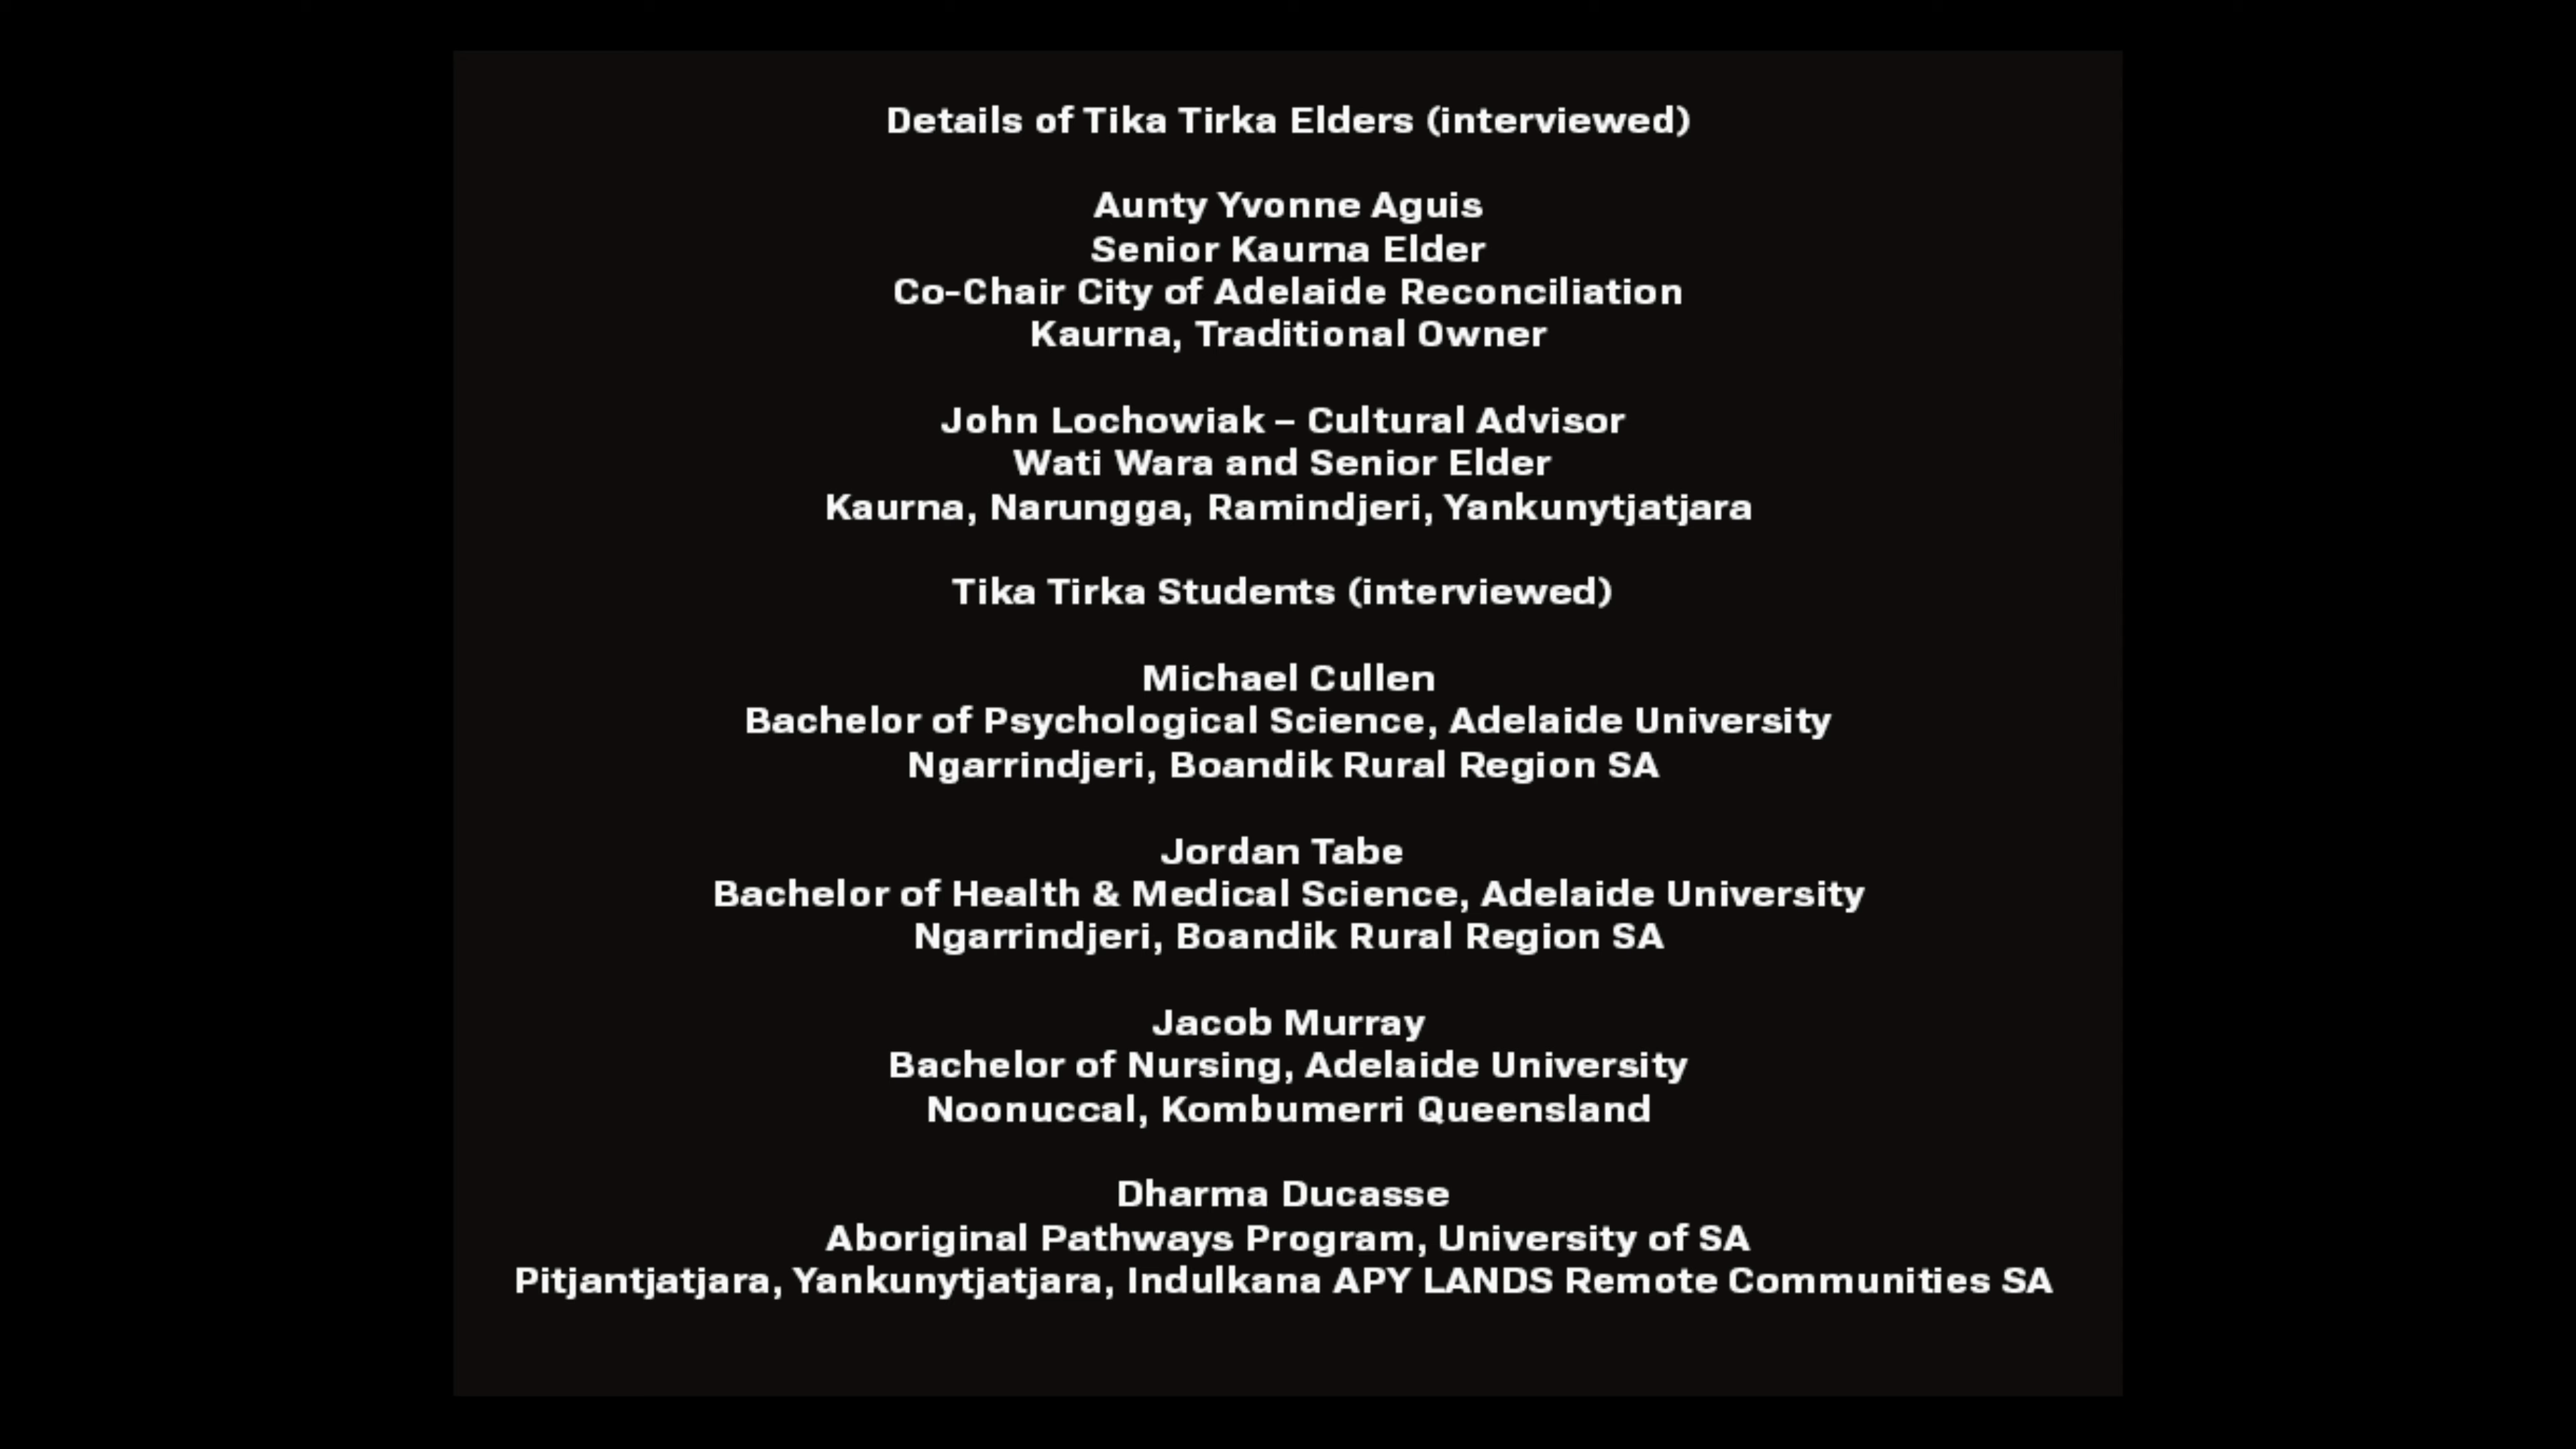 Details of Tika Tirka Elders (interviewed)
Aunty Yvonne Aguis
Senior Kaurna Elder
Co-Chair City of Adelaide Reconciliation
Kaurna, Traditional Owner
John Lochowiak – Cultural Advisor
Wati Wara and Senior Elder
Kaurna, Narungga, Ramindjeri, Yankunytjatjara
Tika Tirka Students (interviewed)
Michael Cullen
Bachelor of Psychological Science, Adelaide University
Ngarrindjeri, Boandik Rural Region SA
Jordan Tabe
Bachelor of Health & Medical Science, Adelaide University
Ngarrindjeri, Boandik Rural Region SA
Jacob Murray
Bachelor of Nursing, Adelaide University
Noonuccal, Kombumerri Queensland
Dharma Ducasse
Aboriginal Pathways Program, University of SA
Pitjantjatjara, Yankunytjatjara, Indulkana APY LANDS Remote Communities SA